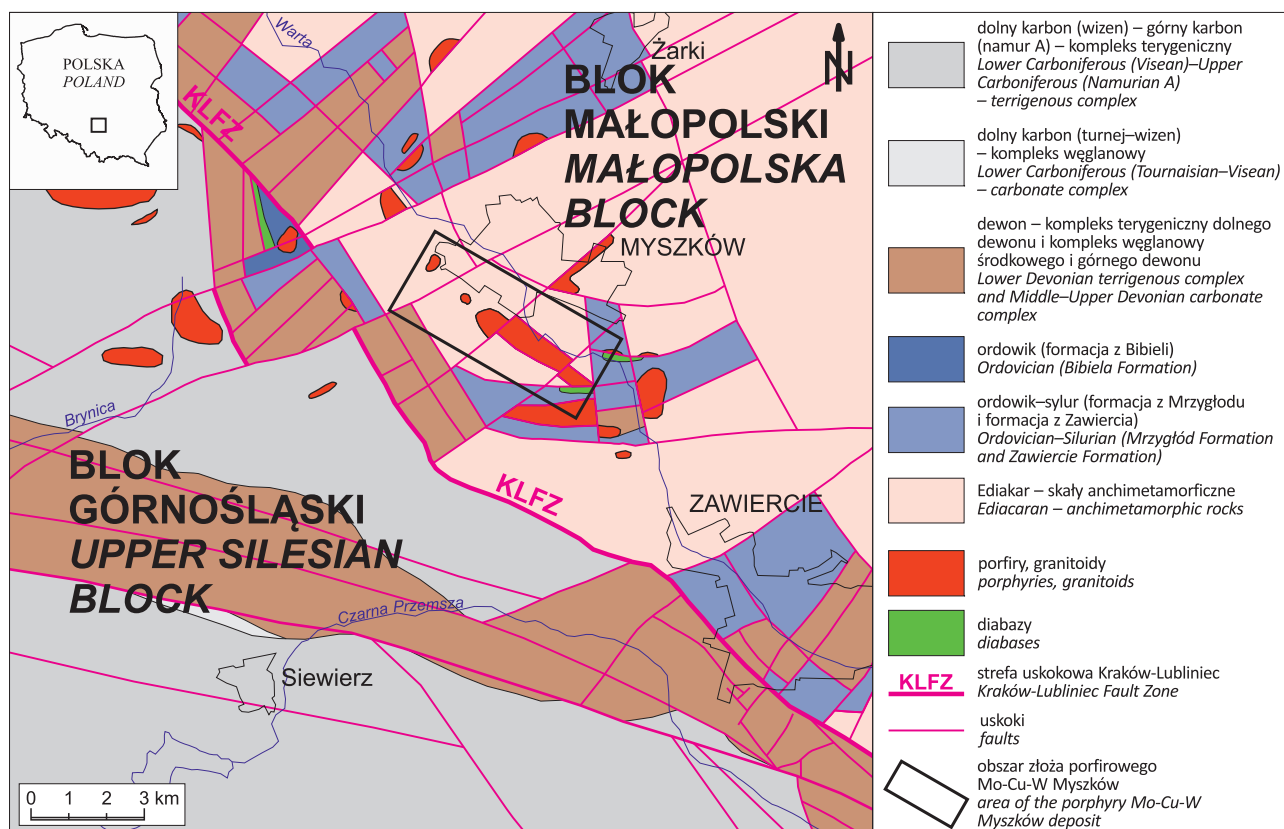 POLSKA
POLAND
Warta
Żarki
N
KLFZ
BLOK
MAŁOPOLSKI
MAŁOPOLSKA
BLOCK
MYSZKÓW
Brynica
BLOK
GÓRNOŚLĄSKI
UPPER SILESIAN
BLOCK
KLFZ
ZAWIERCIE
Czarna Przemsza
Siewierz
0 1 2 3 km
dolny karbon (wizen) – górny karbon
(namur A) – kompleks terygeniczny
Lower Carboniferous (Visean)–Upper
Carboniferous (Namurian A)
– terrigenous complex
dolny karbon (turnej–wizen)
– kompleks węglanowy
Lower Carboniferous (Tournaisian–Visean)
– carbonate complex
dewon – kompleks terygeniczny dolnego
dewonu i kompleks węglanowy
środkowego i górnego dewonu
Lower Devonian terrigenous complex
and Middle–Upper Devonian carbonate
complex
ordowik (formacja z Bibieli)
Ordovician (Bibiela Formation)
ordowik–sylur (formacja z Mrzygłodu
i formacja z Zawiercia)
Ordovician–Silurian (Mrzygłód Formation
and Zawiercie Formation)
Ediakar – skały anchimetamorficzne
Ediacaran – anchimetamorphic rocks
porfiry, granitoidy
porphyries, granitoids
diabazy
diabases
KLFZ
strefa uskokowa Kraków-Lubliniec
Kraków-Lubliniec Fault Zone
uskoki
faults
obszar złoża porfirowego
Mo-Cu-W Myszków
area of the porphyry Mo-Cu-W
Myszków deposit